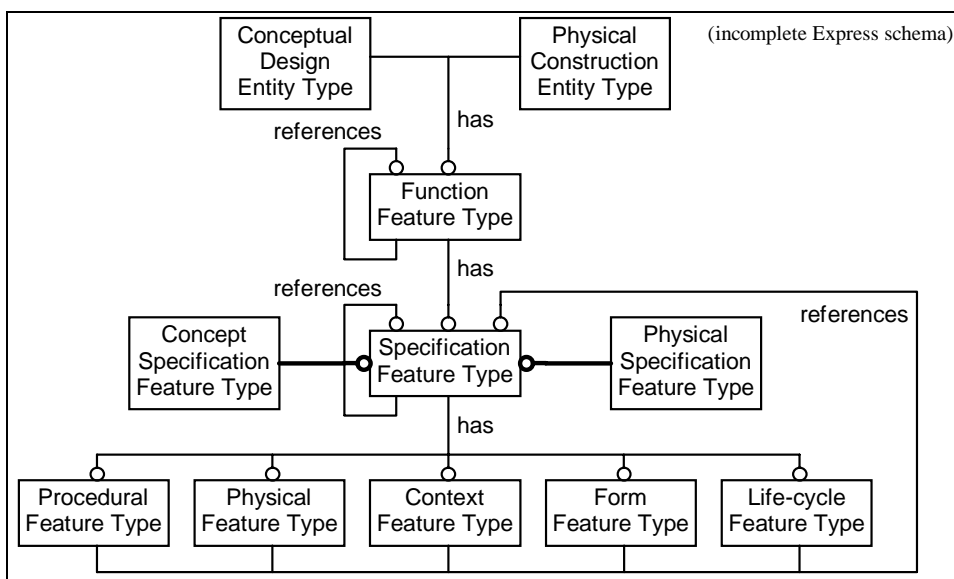 Conceptual
Design
Entity Type
Physical
Construction
Entity Type
(incomplete Express schema)
has
references
Function
Feature Type
has
references
references
Concept
Specification
Feature Type
Specification
Feature Type
Physical
Specification
Feature Type
has
Procedural
Feature Type
Physical
Feature Type
Context
Feature Type
Form
Feature Type
Life-cycle
Feature Type